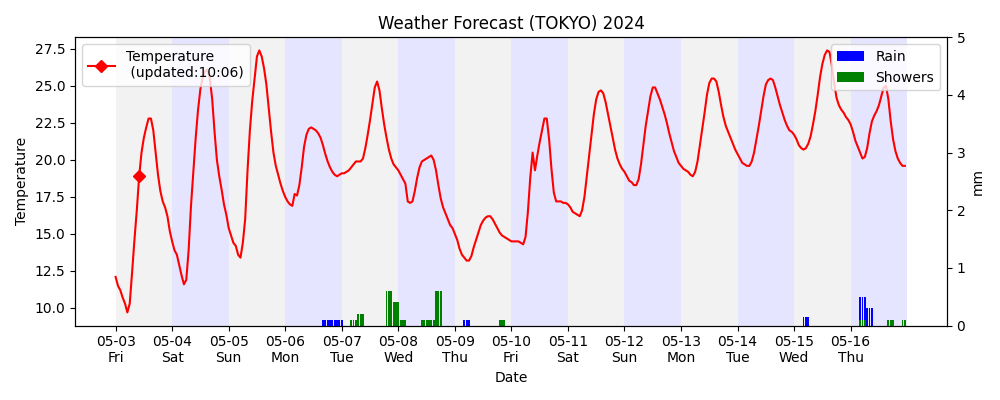 Weather Forecast (TOKYO) 2024
Temperature
(updated:10:06)
Rain
Showers
27.5
25.0
22.5
20.0
17.5
15.0
12.5
10.0
Temperature
5
4
3
2
1
0
mm
05-03 05-04 05-05 05-06 05-07 05-08 05-09 05-10 05-11 05-12 05-13 05-14 05-15 05-16
Fri Sat Sun Mon Tue Wed Thu Fri Sat Sun Mon Tue Wed Thu
Date